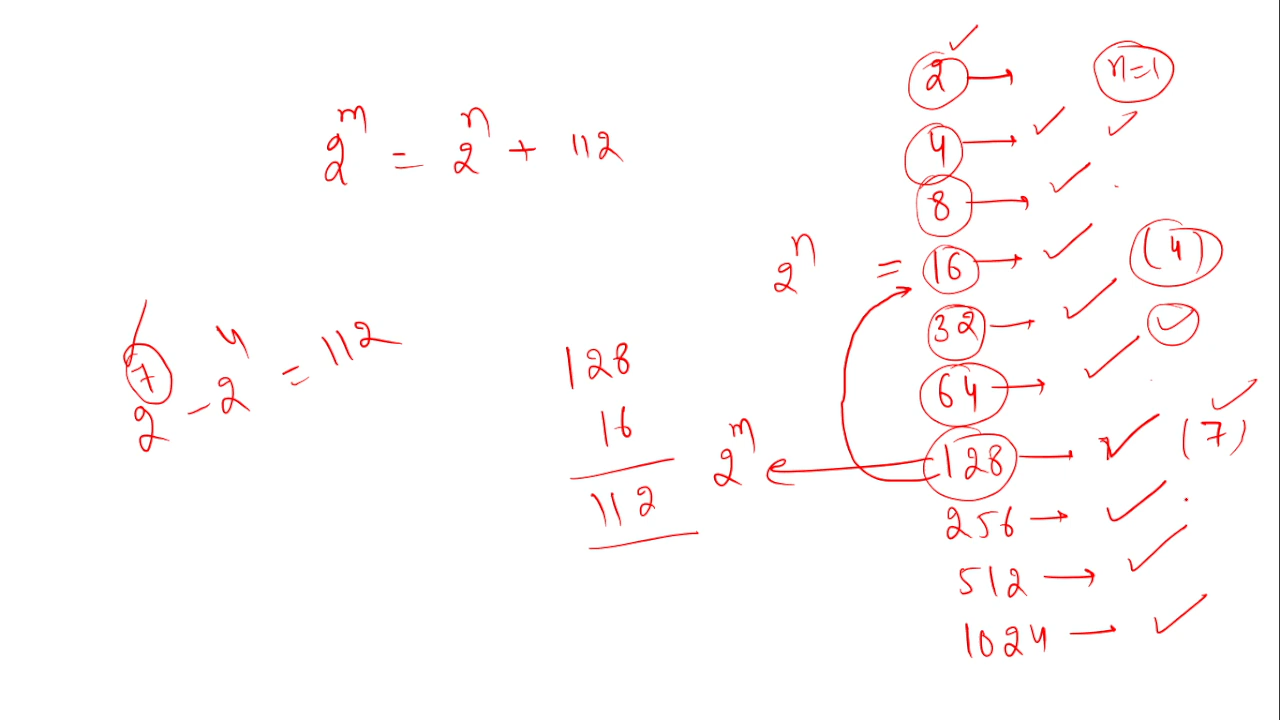 2^m = 2^n + 112
2^7 - 2^4 = 112
128
16
112
2^m
2^n = 16
2 → n=1
4 → ✓ ✓
8 → ✓
16 → ✓ (4)
32 → ✓ ✓
64 → ✓
128 → ✓ (7) ✓
256 → ✓
512 → ✓
1024 → ✓